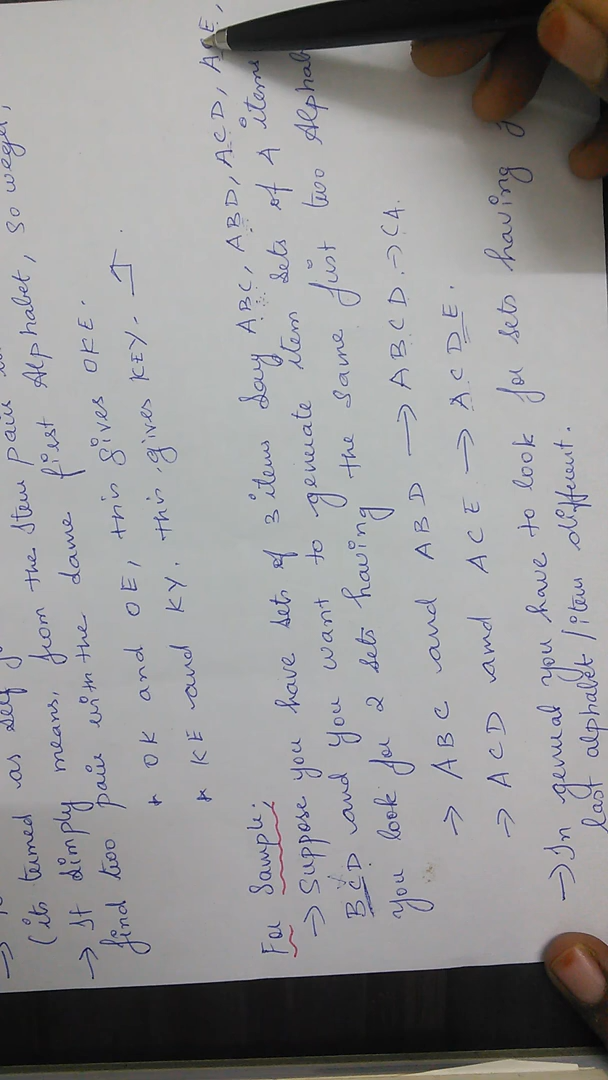 (its termed as self
→ It simply means, from the item pair
find two pair with the same first Alphabet, so we get,
* OK and OE, this gives OKE.
* KE and KY. this gives KEY.
For Sample,
→ Suppose you have sets of 3 items say ABC, ABD, ACD, ACE,
BCD and you want to generate item sets of 4 items
you look for 2 sets having the same first two Alphab
→ ABC and ABD → ABCD → C4.
→ ACD and ACE → ACDE.
→ In general you have to look for sets having
last alphabet/item different.